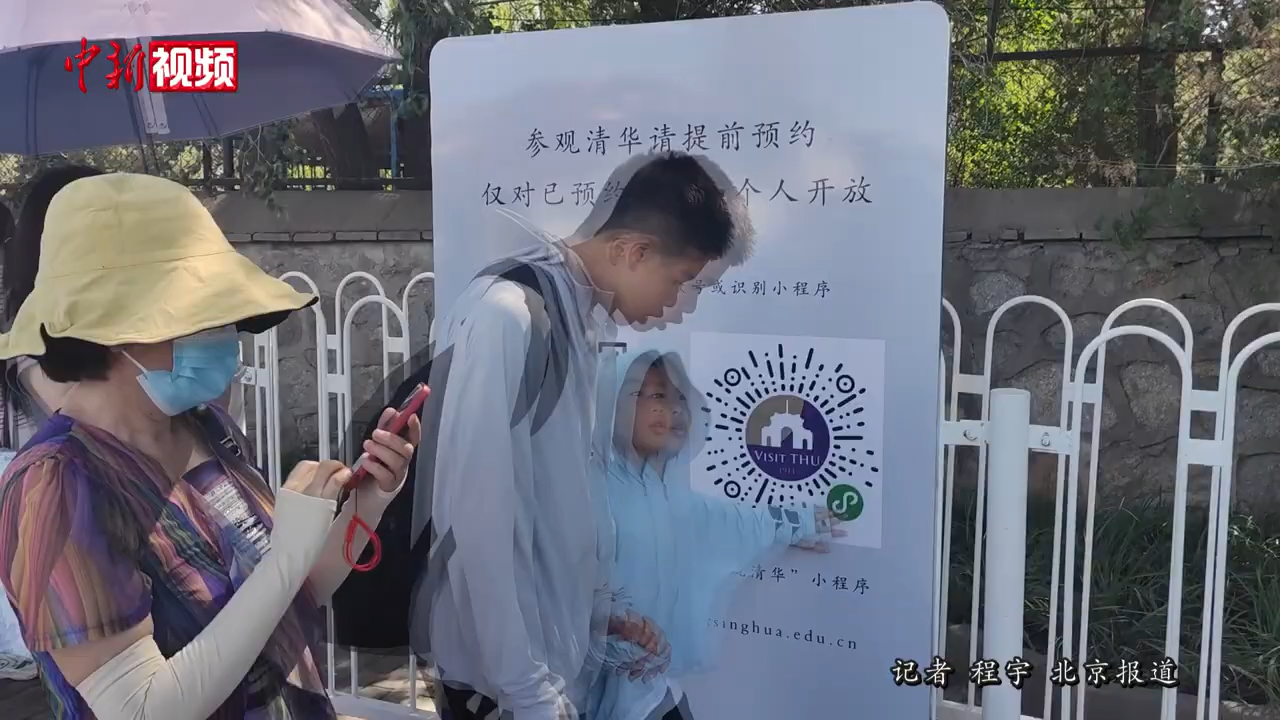 中新视频
参观清华请提前预约
仅对已预约 个人开放
号或识别小程序
VISIT THU
1911
清华”小程序
singhua.edu.cn
记者 程宇 北京报道